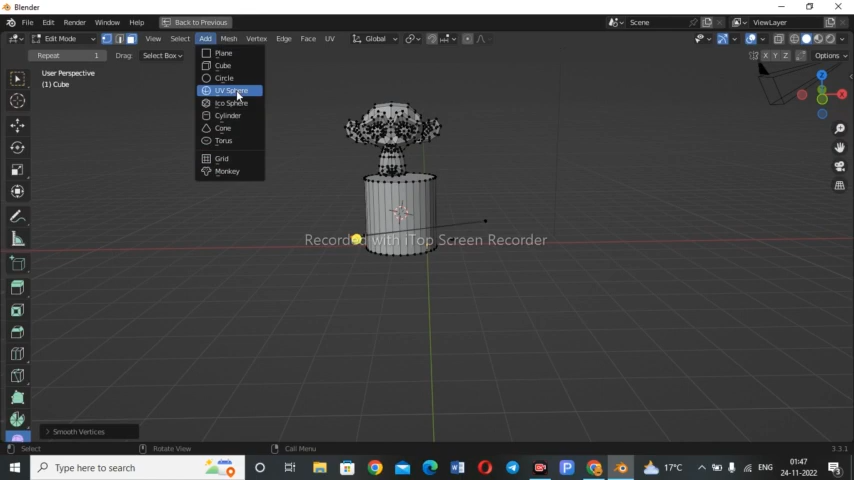 Blender
File Edit Render Window Help Back to Previous Scene ViewLayer
Edit Mode View Select Add Mesh Vertex Edge Face UV Global
Repeat 1 Drag: Select Box X Y Z Options
User Perspective
(1) Cube
Plane
Cube
Circle
UV Sphere
Ico Sphere
Cylinder
Cone
Torus
Grid
Monkey
Z
X
Recorded with iTop Screen Recorder
Smooth Vertices
Select Rotate View Call Menu 3.3.1
Type here to search 17°C ENG 01:47
24-11-2022 3